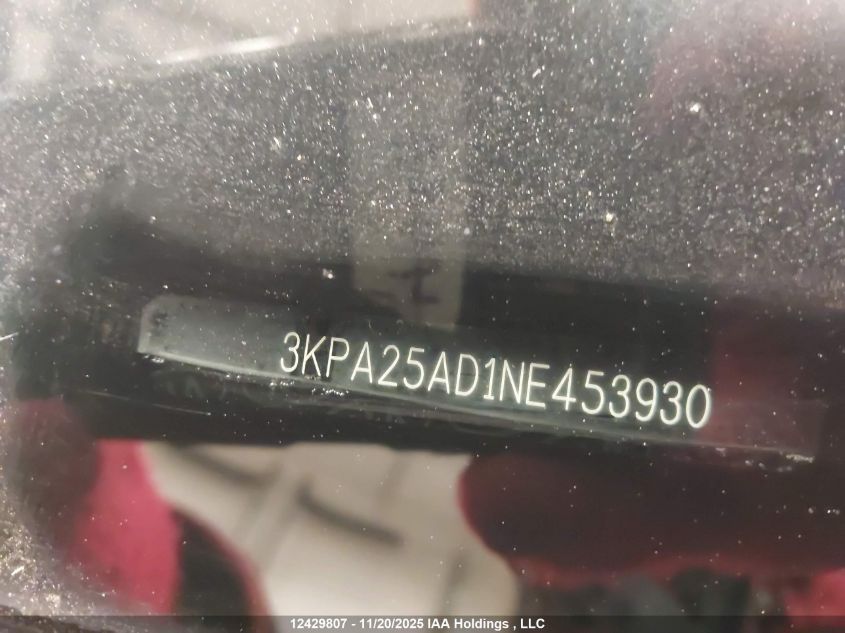 3KPA25AD1NE453930
12429807 - 11/20/2025 IAA Holdings , LLC